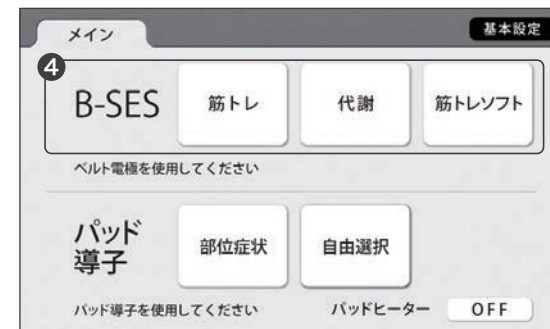 メイン
基本設定
4
B-SES 筋トレ 代謝 筋トレソフト
ベルト電極を使用してください
パッド
導子
部位症状 自由選択
パッド導子を使用してください パッドヒーター OFF